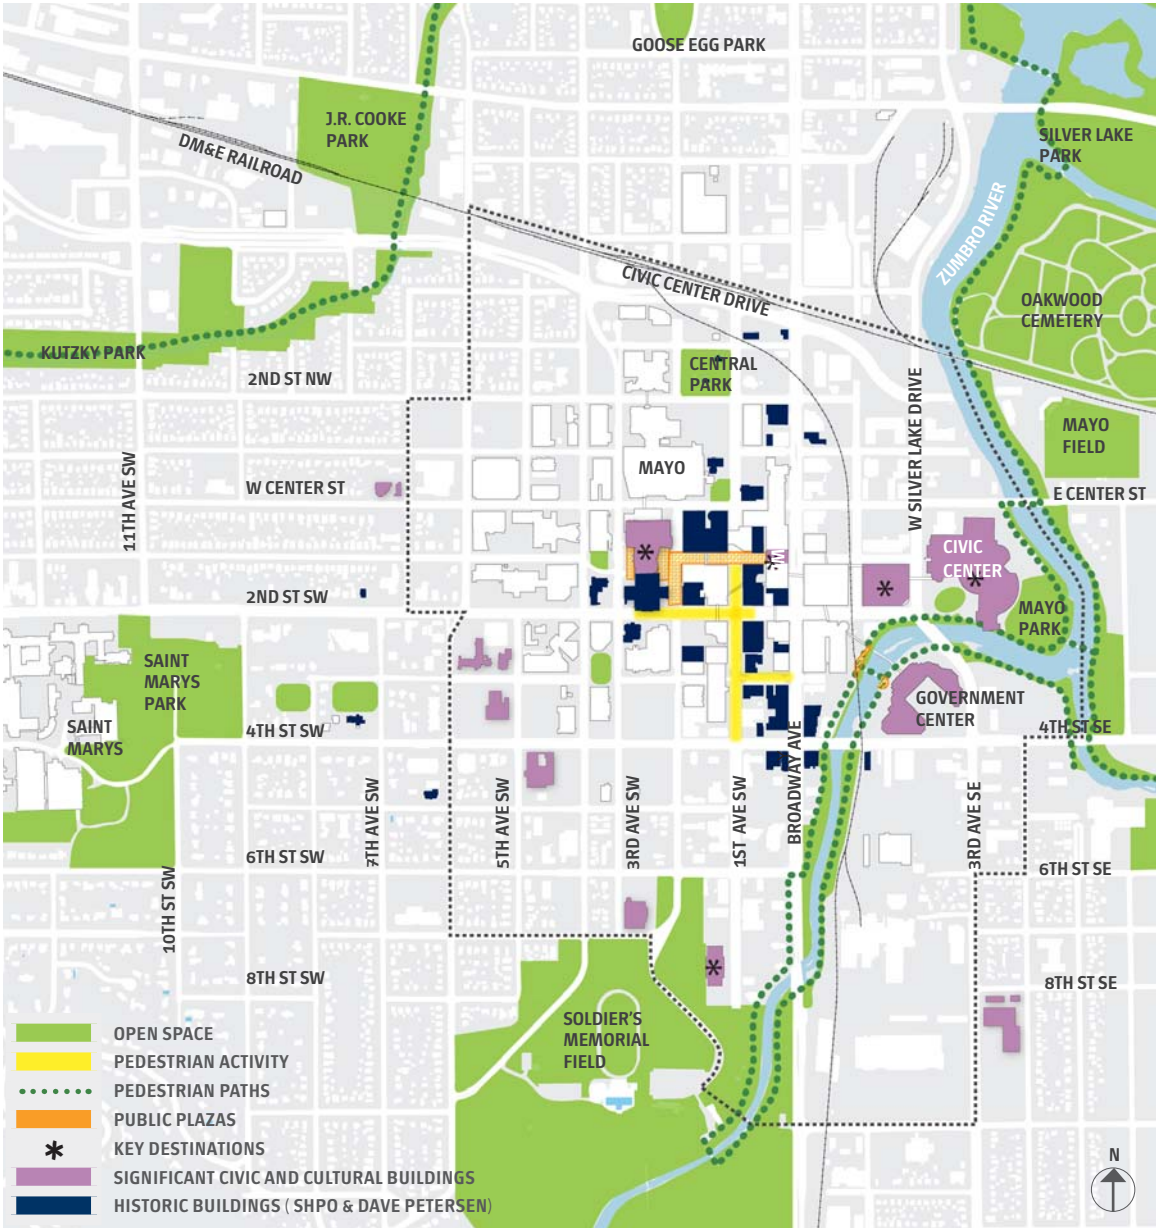 GOOSE EGG PARK
J.R. COOKE
PARK
DM&E RAILROAD
SILVER LAKE
PARK
ZUMBRO RIVER
CIVIC CENTER DRIVE
OAKWOOD
CEMETERY
KUTZKY PARK
2ND ST NW
CENTRAL
PARK
W SILVER LAKE DRIVE
MAYO
FIELD
11TH AVE SW
W CENTER ST
MAYO
E CENTER ST
CIVIC
CENTER
2ND ST SW
MAYO
PARK
SAINT
MARYS
PARK
SAINT
MARYS
4TH ST SW
GOVERNMENT
CENTER
4TH ST SE
7TH AVE SW
5TH AVE SW
3RD AVE SW
1ST AVE SW
BROADWAY AVE
3RD AVE SE
6TH ST SW
6TH ST SE
10TH ST SW
8TH ST SW
8TH ST SE
SOLDIER'S
MEMORIAL
FIELD
OPEN SPACE
PEDESTRIAN ACTIVITY
PEDESTRIAN PATHS
PUBLIC PLAZAS
KEY DESTINATIONS
SIGNIFICANT CIVIC AND CULTURAL BUILDINGS
HISTORIC BUILDINGS ( SHPO & DAVE PETERSEN)
N